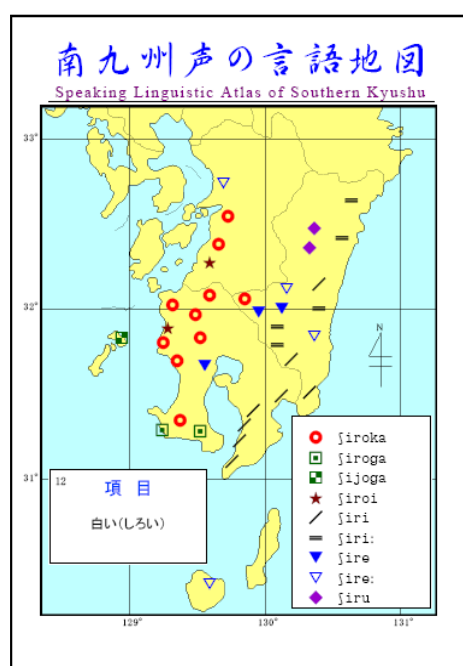 南九州声の言語地図
Speaking Linguistic Atlas of Southern Kyushu
33°
32°
N
31°
ʃiroka
ʃiroga
ʃijoga
ʃiroi
ʃiri
ʃiri:
ʃire
ʃire:
ʃiru
12
項 目
白い(しろい)
129°
130°
131°